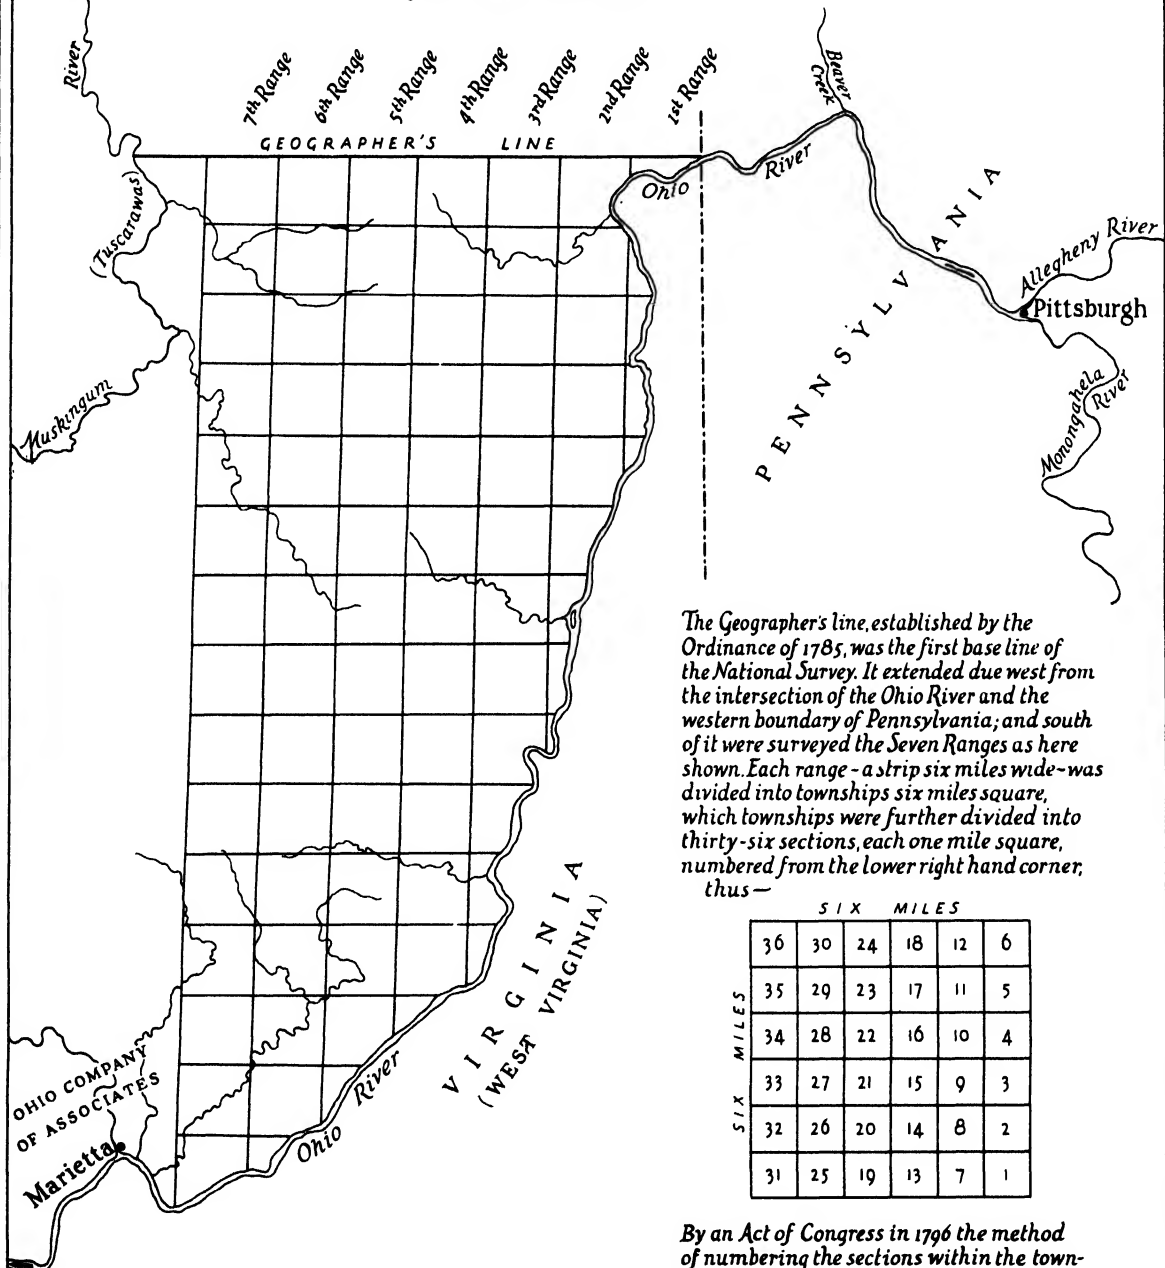 River
7th Range
6th Range
5th Range
4th Range
3rd Range
2nd Range
1st Range
Beaver
Creek
GEOGRAPHER'S LINE
Ohio
River
(Tuscarawas)
PENNSYLVANIA
Allegheny River
Pittsburgh
Monongahela
River
Muskingum
The Geographer's line, established by the
Ordinance of 1785, was the first base line of
the National Survey. It extended due west from
the intersection of the Ohio River and the
western boundary of Pennsylvania; and south
of it were surveyed the Seven Ranges as here
shown. Each range - a strip six miles wide - was
divided into townships six miles square,
which townships were further divided into
thirty-six sections, each one mile square,
numbered from the lower right hand corner,
thus—
SIX MILES
SIX MILES
36 30 24 18 12 6
35 29 23 17 11 5
34 28 22 16 10 4
33 27 21 15 9 3
32 26 20 14 8 2
31 25 19 13 7 1
VIRGINIA
(WEST VIRGINIA)
OHIO COMPANY
OF ASSOCIATES
Marietta
Ohio
River
By an Act of Congress in 1796 the method
of numbering the sections within the town-